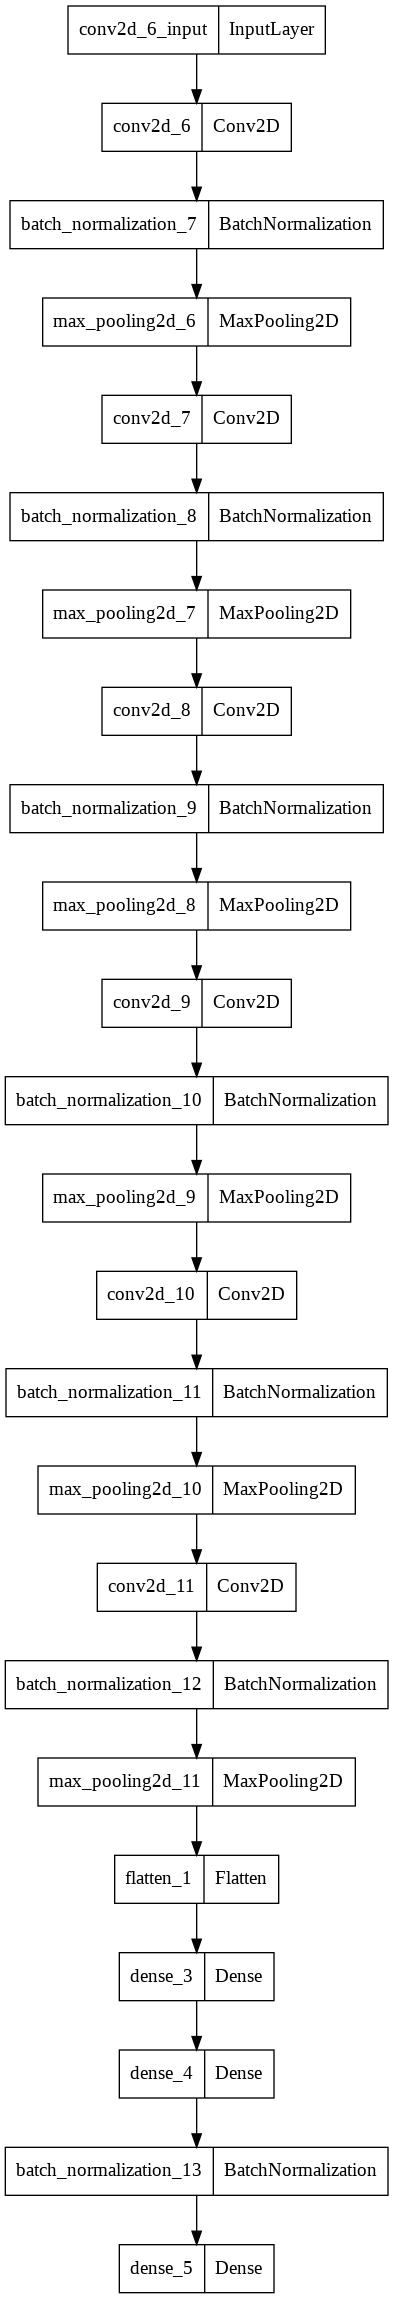 conv2d_6_input InputLayer
conv2d_6 Conv2D
batch_normalization_7 BatchNormalization
max_pooling2d_6 MaxPooling2D
conv2d_7 Conv2D
batch_normalization_8 BatchNormalization
max_pooling2d_7 MaxPooling2D
conv2d_8 Conv2D
batch_normalization_9 BatchNormalization
max_pooling2d_8 MaxPooling2D
conv2d_9 Conv2D
batch_normalization_10 BatchNormalization
max_pooling2d_9 MaxPooling2D
conv2d_10 Conv2D
batch_normalization_11 BatchNormalization
max_pooling2d_10 MaxPooling2D
conv2d_11 Conv2D
batch_normalization_12 BatchNormalization
max_pooling2d_11 MaxPooling2D
flatten_1 Flatten
dense_3 Dense
dense_4 Dense
batch_normalization_13 BatchNormalization
dense_5 Dense